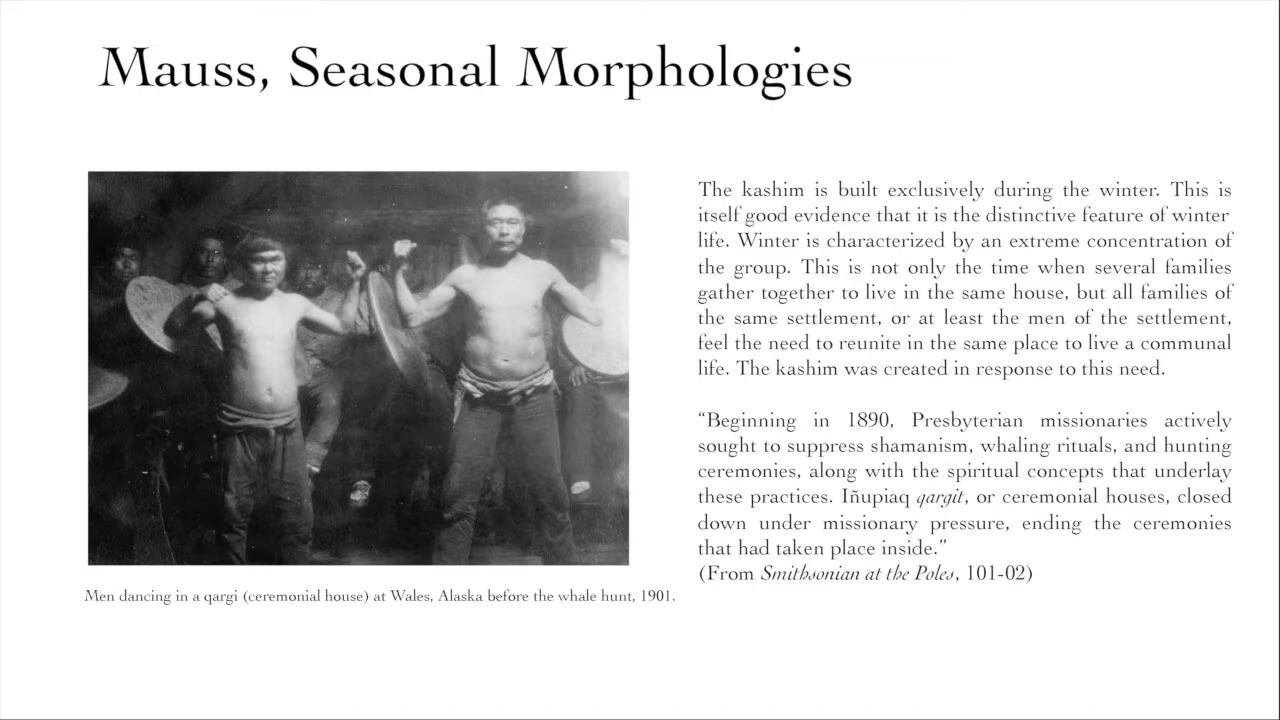 Mauss, Seasonal Morphologies
The kashim is built exclusively during the winter. This is
itself good evidence that it is the distinctive feature of winter
life. Winter is characterized by an extreme concentration of
the group. This is not only the time when several families
gather together to live in the same house, but all families of
the same settlement, or at least the men of the settlement,
feel the need to reunite in the same place to live a communal
life. The kashim was created in response to this need.
“Beginning in 1890, Presbyterian missionaries actively
sought to suppress shamanism, whaling rituals, and hunting
ceremonies, along with the spiritual concepts that underlay
these practices. Iñupiaq qargit, or ceremonial houses, closed
down under missionary pressure, ending the ceremonies
that had taken place inside.”
(From Smithsonian at the Poles, 101-02)
Men dancing in a qargi (ceremonial house) at Wales, Alaska before the whale hunt, 1901.